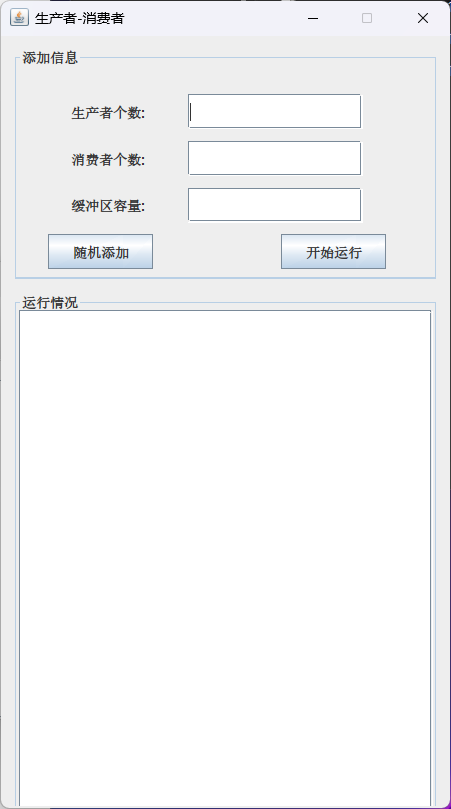 生产者-消费者
添加信息
生产者个数:
消费者个数:
缓冲区容量:
随机添加 开始运行
运行情况